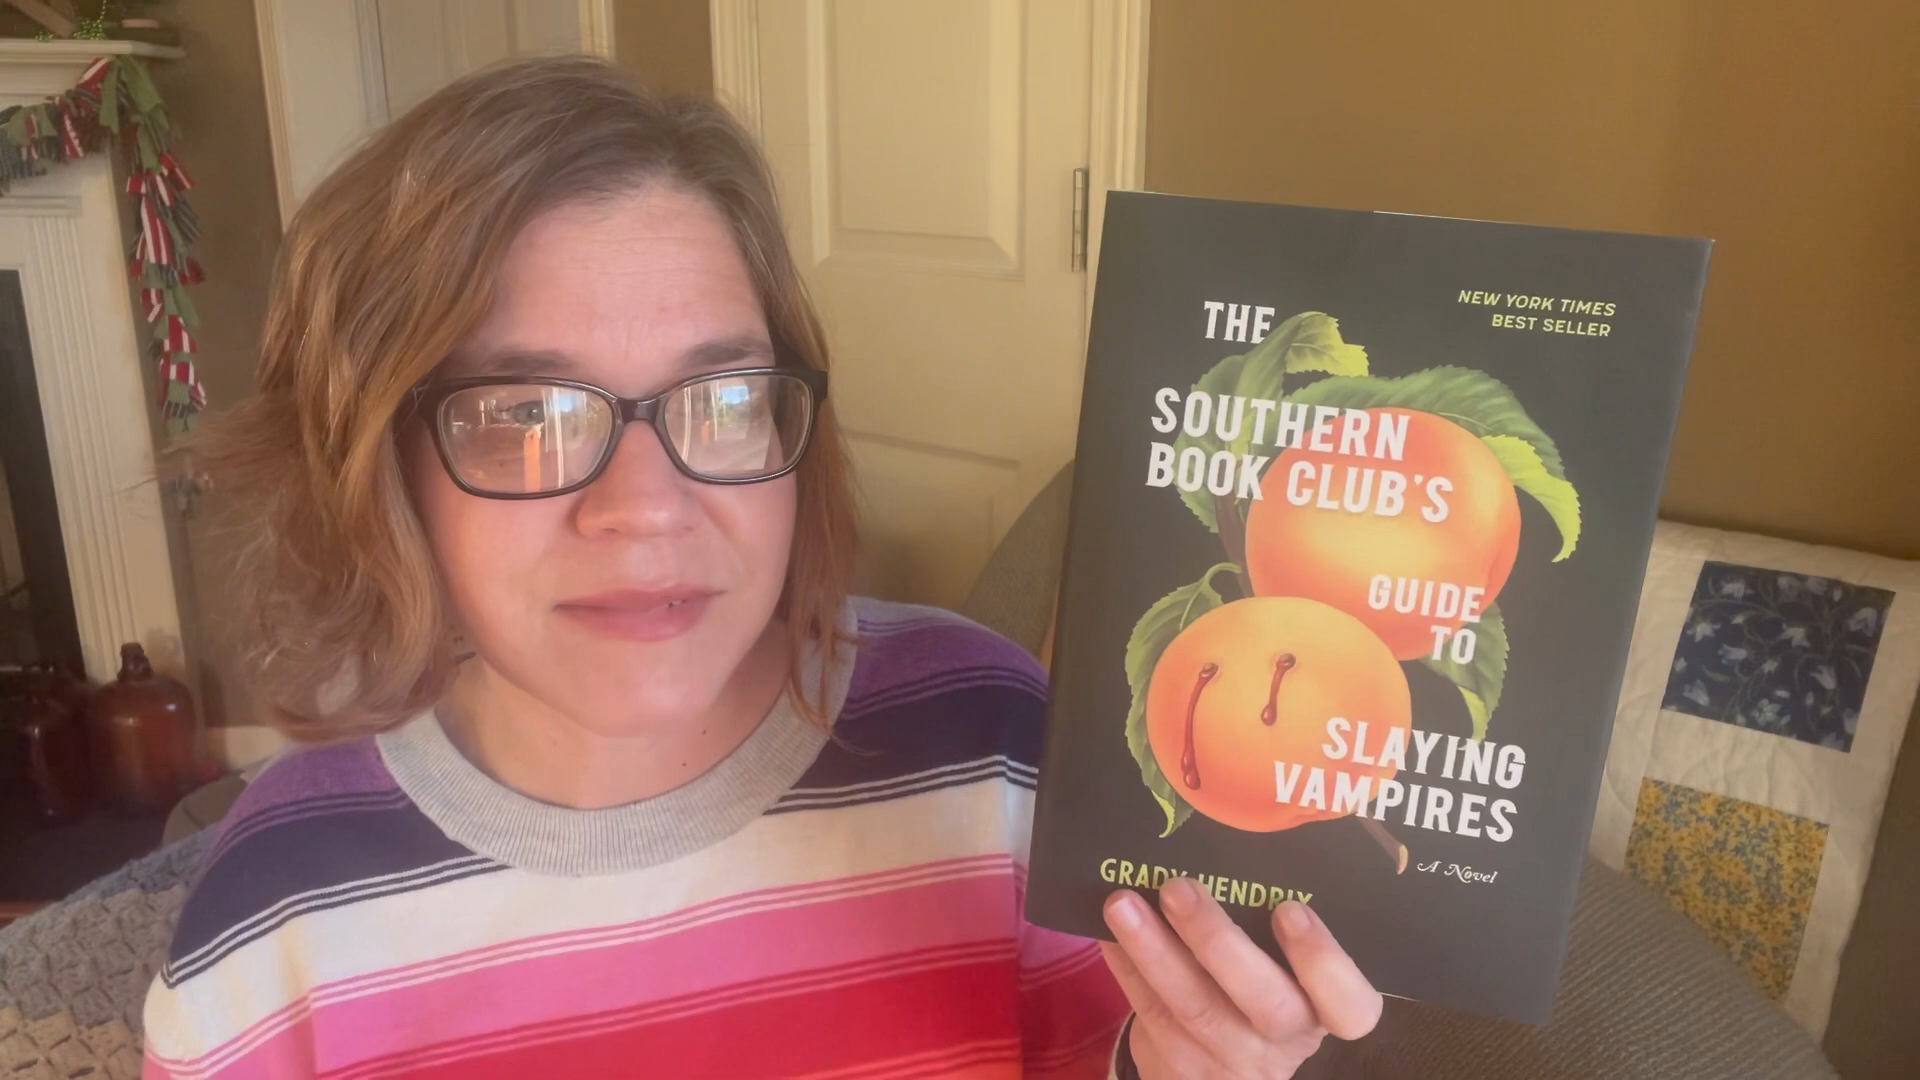 NEW YORK TIMES
BEST SELLER
THE
SOUTHERN
BOOK CLUB'S
GUIDE
TO
SLAYING
VAMPIRES
A Novel
GRADY HENDRIX